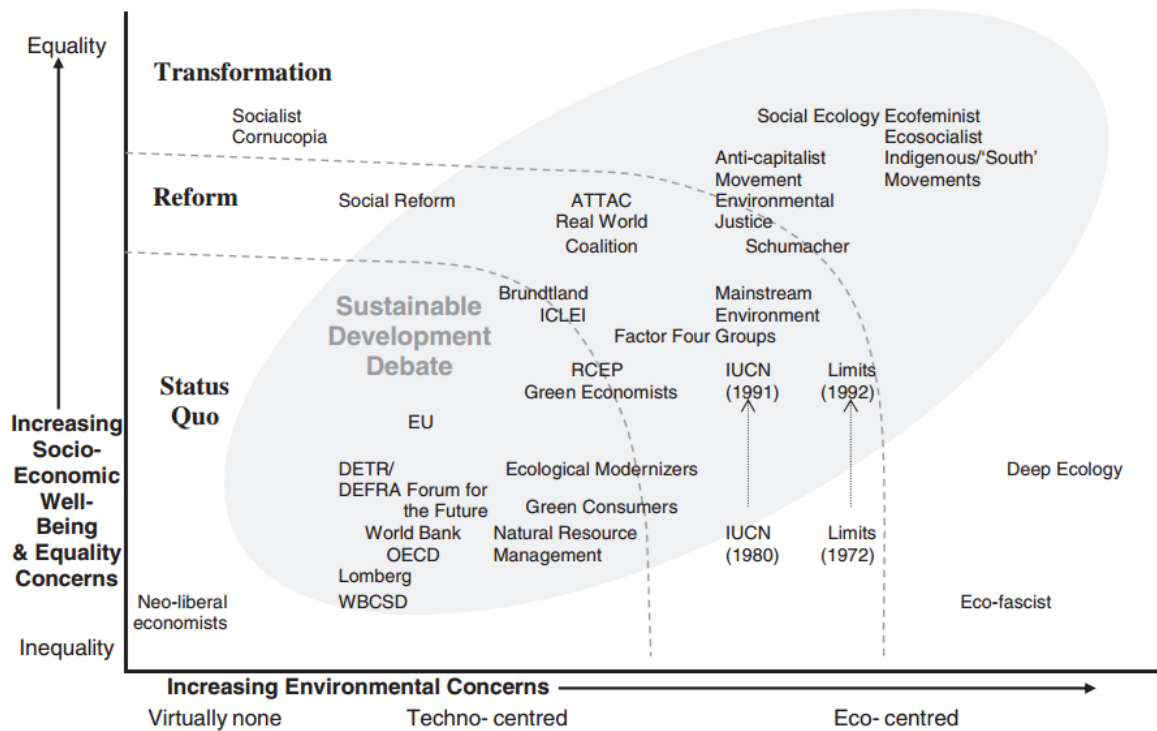 Equality
Transformation
Socialist
Cornucopia
Social Ecology Ecofeminist
Ecosocialist
Anti-capitalist
Movement
Indigenous/‘South’
Movements
Reform
Social Reform
ATTAC
Real World
Coalition
Environmental
Justice
Schumacher
Sustainable
Development
Debate
Brundtland
ICLEI
Mainstream
Environment
Factor Four Groups
Status
Quo
RCEP
Green Economists
IUCN
(1991)
Limits
(1992)
EU
Increasing
Socio-
Economic
Well-
Being
& Equality
Concerns
DETR/
DEFRA Forum for
the Future
Ecological Modernizers
Green Consumers
Deep Ecology
World Bank
OECD
Natural Resource
Management
IUCN
(1980)
Limits
(1972)
Lomberg
WBCSD
Neo-liberal
economists
Eco-fascist
Inequality
Increasing Environmental Concerns
Virtually none
Techno- centred
Eco- centred